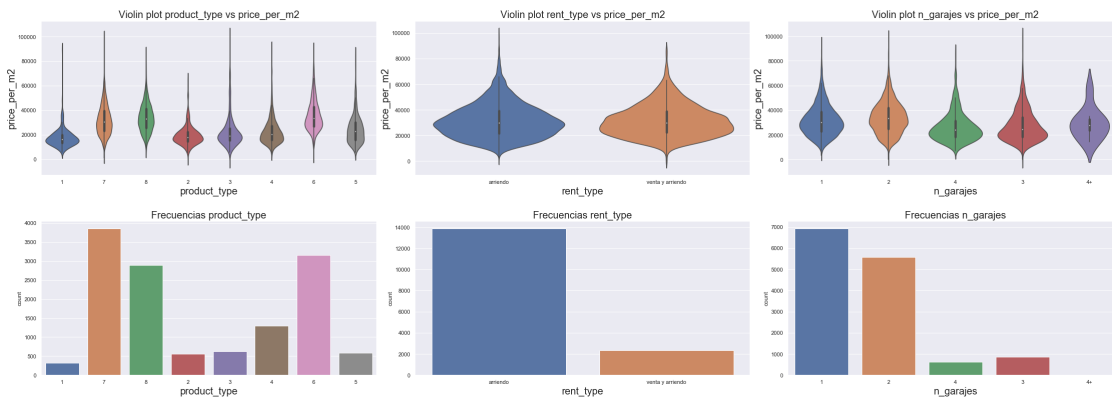 Violin plot product_type vs price_per_m2
price_per_m2
100000
80000
60000
40000
20000
0
1 7 8 2 3 4 6 5
product_type
Violin plot rent_type vs price_per_m2
price_per_m2
100000
80000
60000
40000
20000
0
arriendo venta y arriendo
rent_type
Violin plot n_garajes vs price_per_m2
price_per_m2
100000
80000
60000
40000
20000
0
1 2 4 3 4+
n_garajes
Frecuencias product_type
count
4000
3500
3000
2500
2000
1500
1000
500
0
1 7 8 2 3 4 6 5
product_type
Frecuencias rent_type
count
14000
12000
10000
8000
6000
4000
2000
0
arriendo venta y arriendo
rent_type
Frecuencias n_garajes
count
7000
6000
5000
4000
3000
2000
1000
0
1 2 4 3 4+
n_garajes